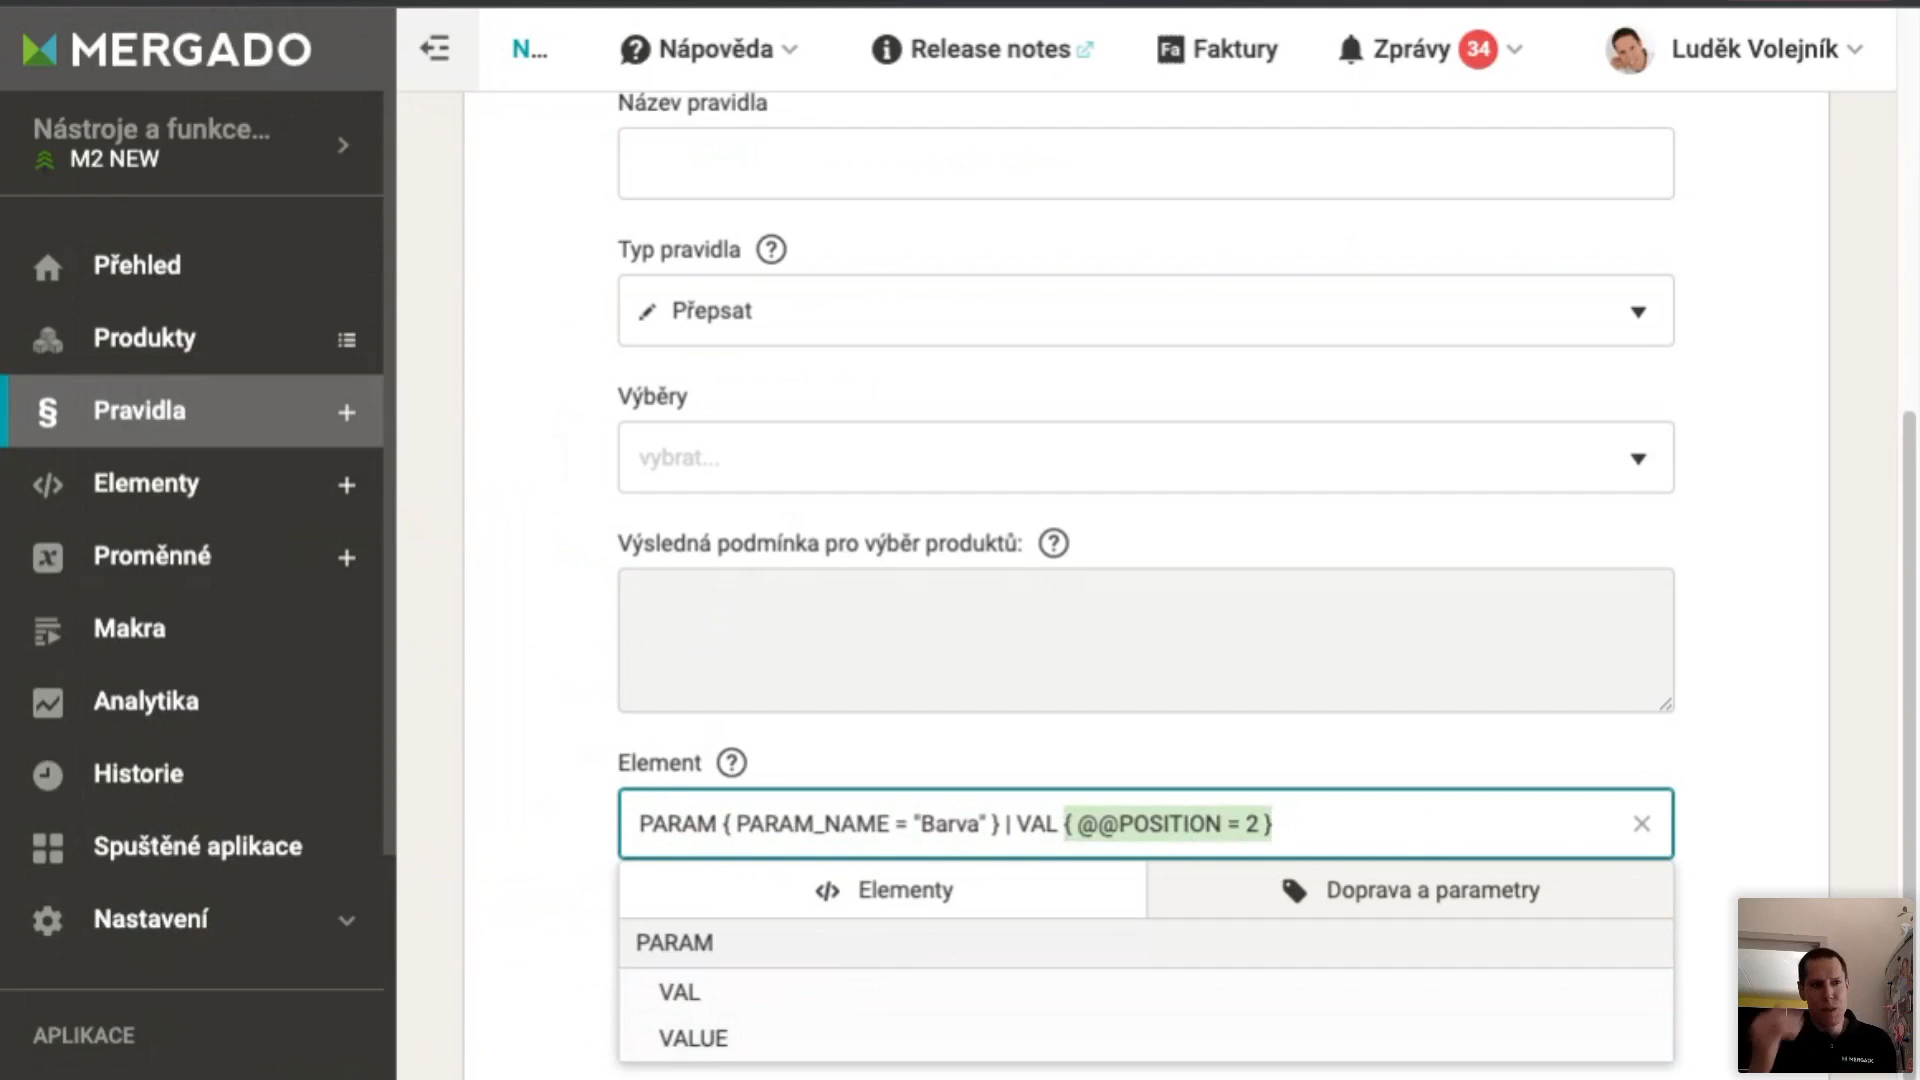 MERGADO
N...
Nápověda
Release notes
Fa
Faktury
Zprávy
34
Luděk Volejník
Nástroje a funkce...
M2 NEW
Přehled
Produkty
§
Pravidla
+
</>
Elementy
+
x
Proměnné
+
Makra
Analytika
Historie
Spuštěné aplikace
Nastavení
APLIKACE
Název pravidla
Typ pravidla ?
Přepsat
Výběry
vybrat...
Výsledná podmínka pro výběr produktů: ?
Element ?
PARAM { PARAM_NAME = "Barva" } | VAL { @@POSITION = 2 }
</> Elementy
Doprava a parametry
PARAM
VAL
VALUE
MERGADO